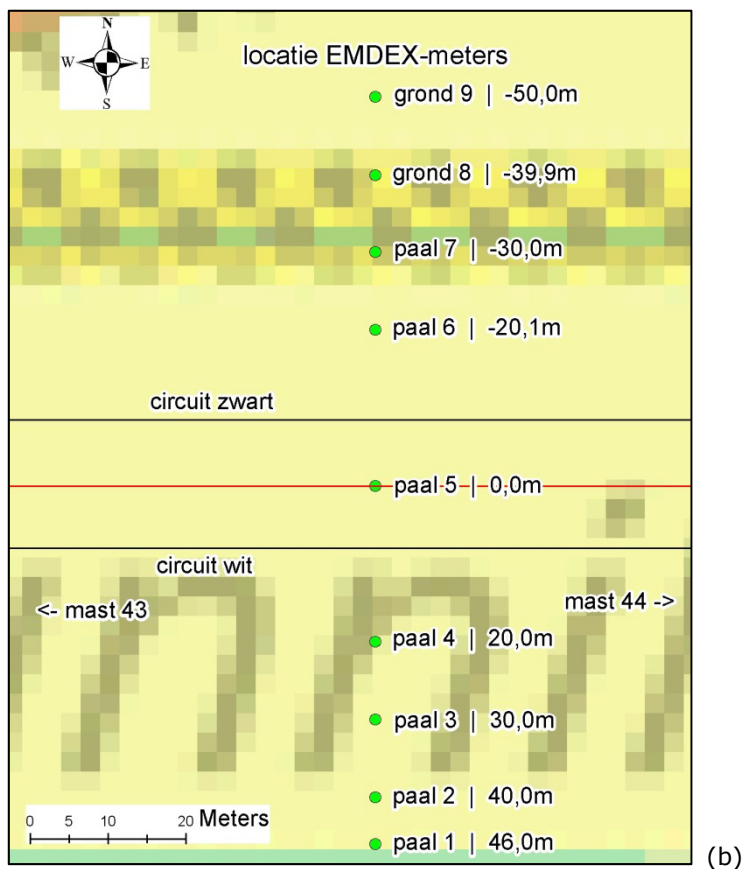 N
W E
S
locatie EMDEX-meters
grond 9 | -50,0m
grond 8 | -39,9m
paal 7 | -30,0m
paal 6 | -20,1m
circuit zwart
paal 5 | 0,0m
circuit wit
<- mast 43
mast 44 ->
paal 4 | 20,0m
paal 3 | 30,0m
paal 2 | 40,0m
0 5 10 20 Meters
paal 1 | 46,0m
(b)